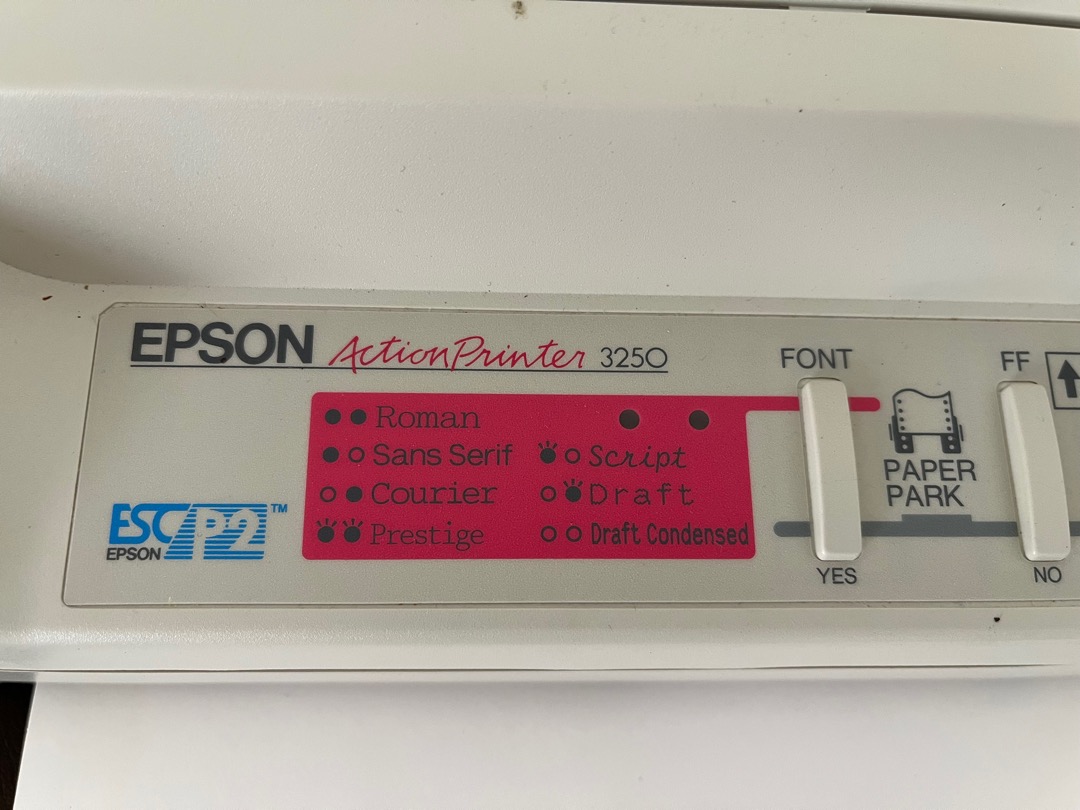 EPSON ActionPrinter 3250
FONT
FF
Roman
Sans Serif
Script
Courier
Draft
Prestige
Draft Condensed
PAPER
PARK
ESC/P2™
EPSON
YES
NO